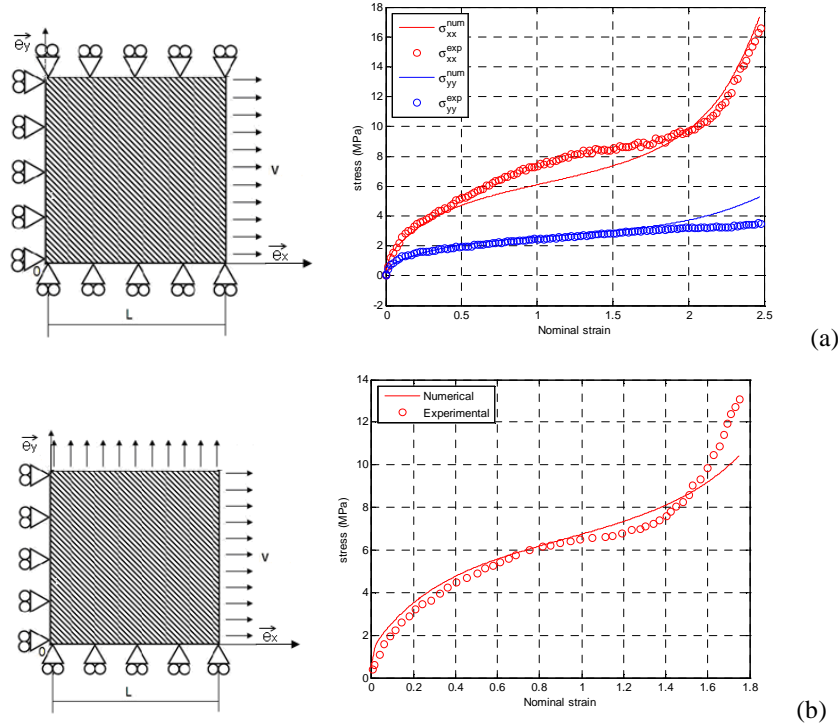 e_y
0
e_x
v
L
σ_xx^num
σ_xx^exp
σ_yy^num
σ_yy^exp
18
16
14
12
10
8
6
4
2
0
-2
stress (MPa)
0 0.5 1 1.5 2 2.5
Nominal strain
(a)
e_y
0
e_x
v
L
Numerical
Experimental
14
12
10
8
6
4
2
0
stress (MPa)
0 0.2 0.4 0.6 0.8 1.0 1.2 1.4 1.6 1.8
Nominal strain
(b)